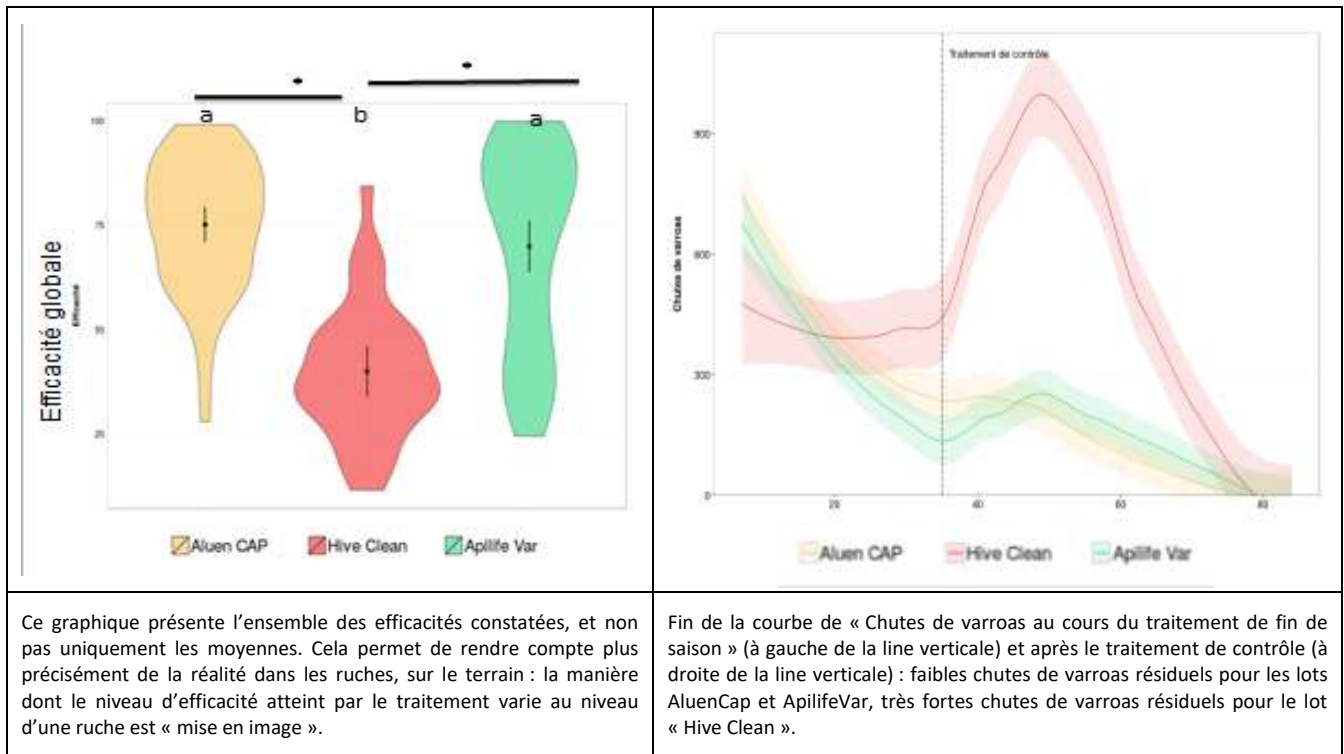 a
b
a
100
75
50
25
Efficacité globale
Efficacité
Aluen CAP
Hive Clean
Apilife Var
Traitement de contrôle
900
600
300
0
20
40
60
80
Chutes de varroas
Aluen CAP
Hive Clean
Apilife Var
Ce graphique présente l’ensemble des efficacités constatées, et non
pas uniquement les moyennes. Cela permet de rendre compte plus
précisément de la réalité dans les ruches, sur le terrain : la manière
dont le niveau d’efficacité atteint par le traitement varie au niveau
d’une ruche est « mise en image ».
Fin de la courbe de « Chutes de varroas au cours du traitement de fin de
saison » (à gauche de la line verticale) et après le traitement de contrôle (à
droite de la line verticale) : faibles chutes de varroas résiduels pour les lots
AluenCap et ApilifeVar, très fortes chutes de varroas résiduels pour le lot
« Hive Clean ».